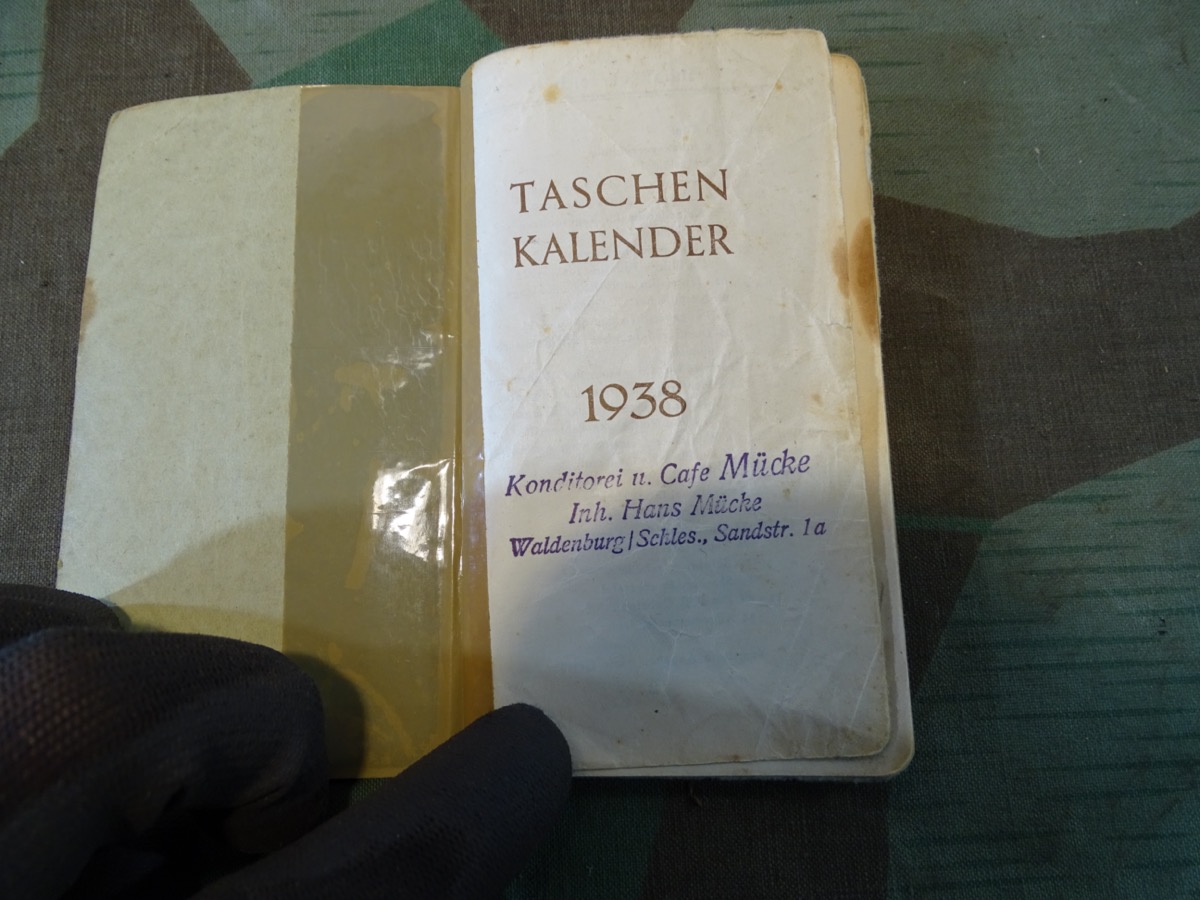 TASCHEN
KALENDER
1938
Konditorei u. Cafe Mücke
Inh. Hans Mücke
Waldenburg/Schles., Sandstr. 1a